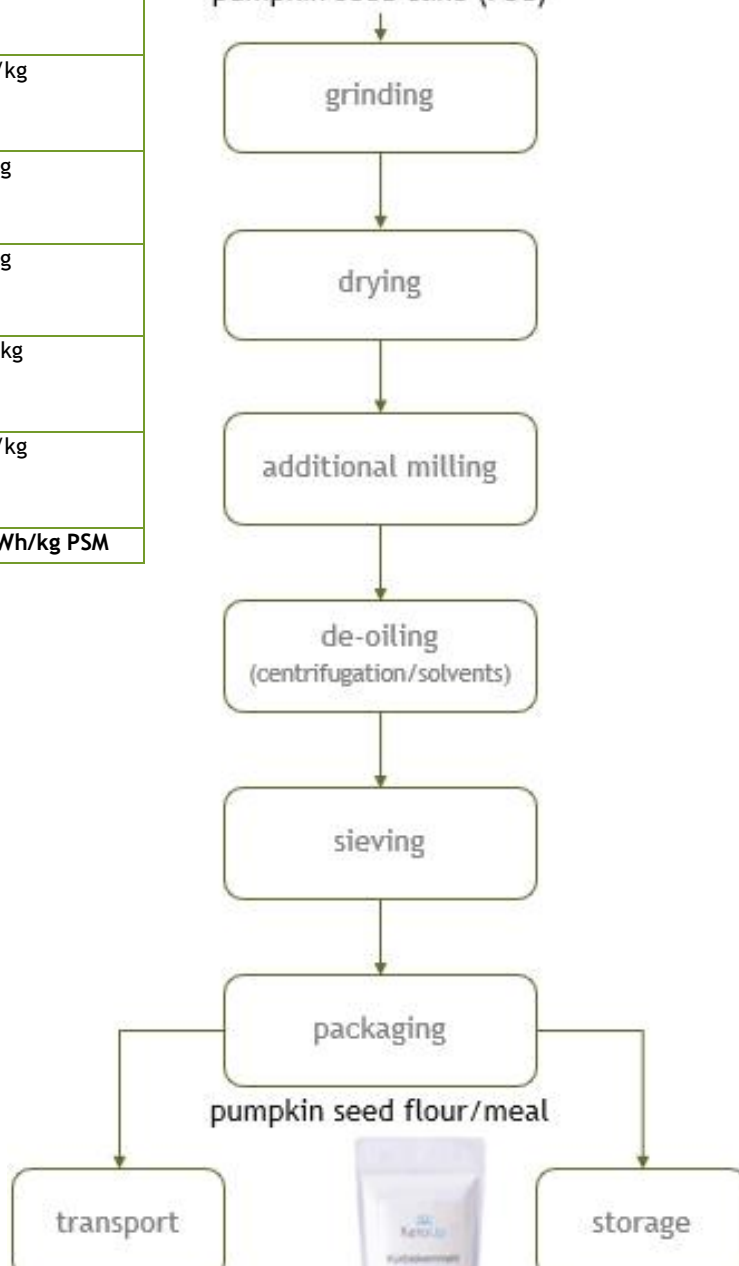 /kg
g
g
kg
/kg
Wh/kg PSM
grinding
drying
additional milling
de-oiling
(centrifugation/solvents)
sieving
packaging
pumpkin seed flour/meal
transport
storage